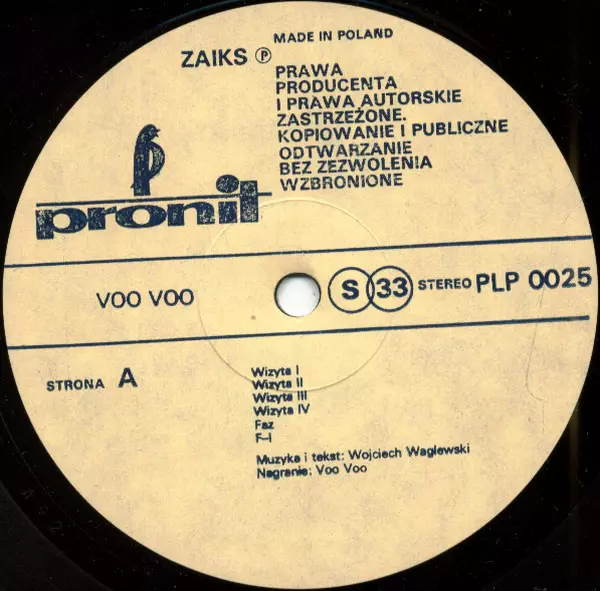 MADE IN POLAND
ZAIKS Ⓟ
PRAWA
PRODUCENTA
I PRAWA AUTORSKIE
ZASTRZEŻONE.
KOPIOWANIE I PUBLICZNE
ODTWARZANIE
BEZ ZEZWOLENIA
WZBRONIONE
pronit
VOO VOO
S 33 STEREO PLP 0025
STRONA A
Wizyta I
Wizyta II
Wizyta III
Wizyta IV
Faz
F–I
Muzyka i tekst: Wojciech Waglewski
Nagranie: Voo Voo